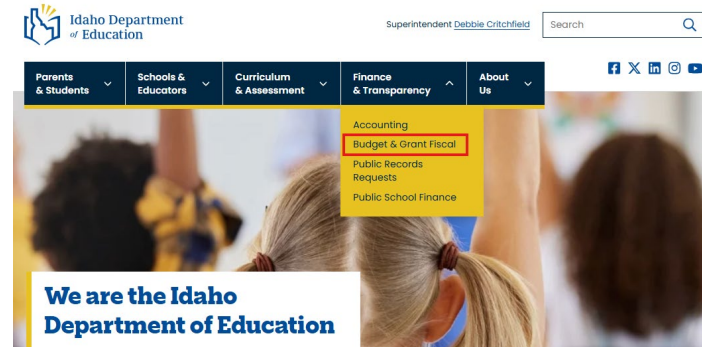 Idaho Department
of Education
Superintendent Debbie Critchfield
Search
Parents
& Students
Schools &
Educators
Curriculum
& Assessment
Finance
& Transparency
About
Us
Accounting
Budget & Grant Fiscal
Public Records
Requests
Public School Finance
We are the Idaho
Department of Education